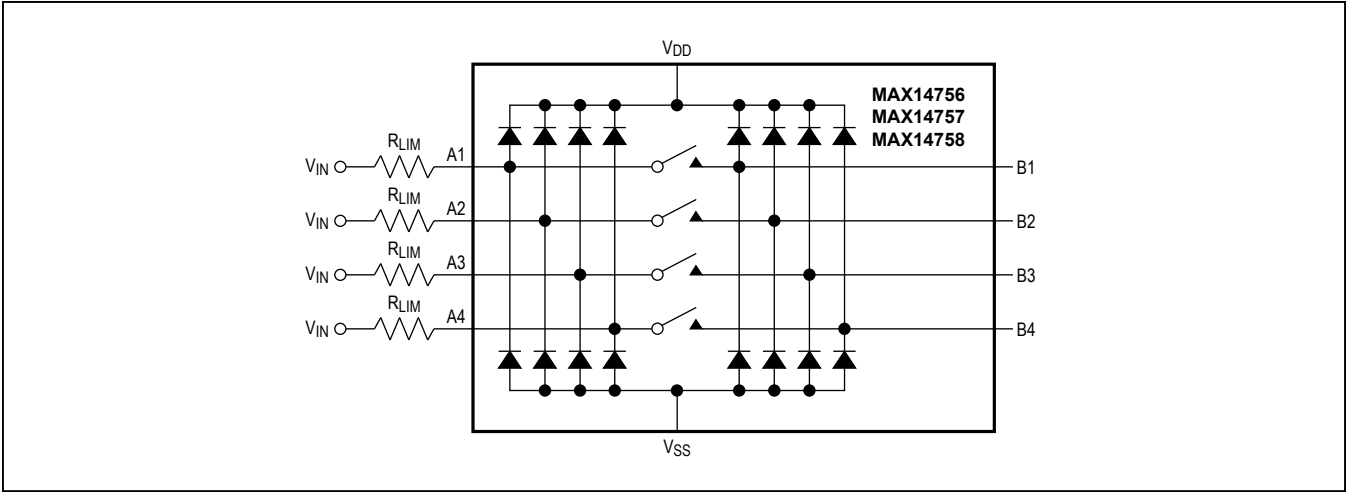 VDD
MAX14756
MAX14757
MAX14758
RLIM
VIN
A1
B1
RLIM
VIN
A2
B2
RLIM
VIN
A3
B3
RLIM
VIN
A4
B4
VSS